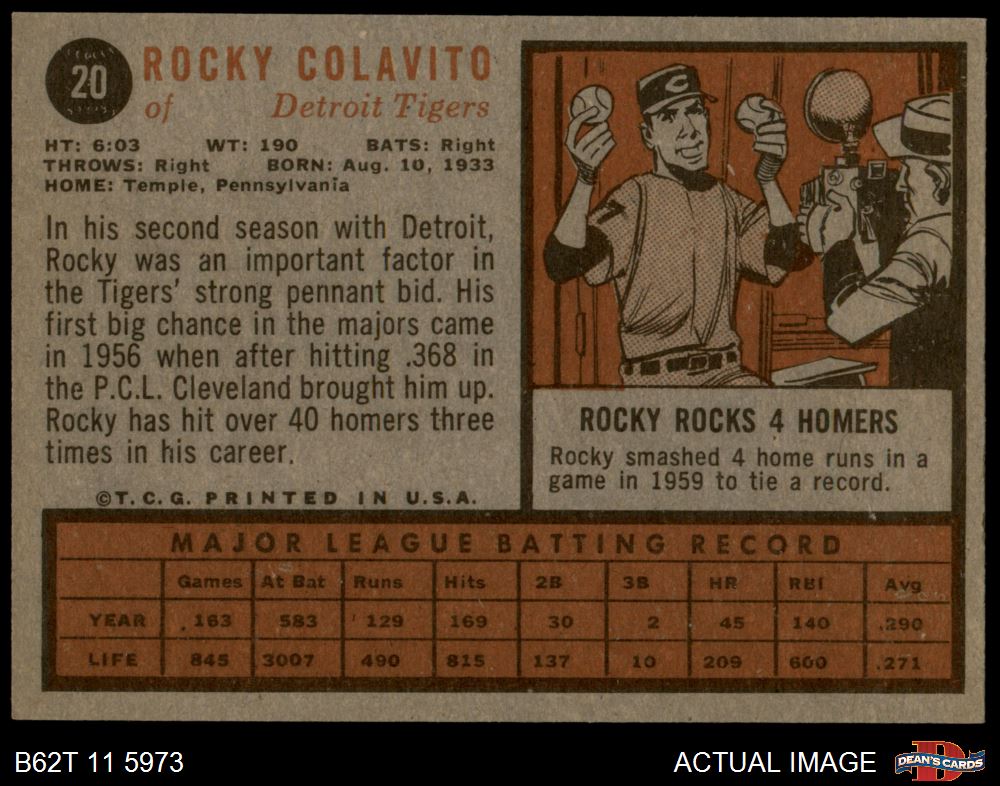 20
ROCKY COLAVITO
of Detroit Tigers
HT: 6:03 WT: 190 BATS: Right
THROWS: Right BORN: Aug. 10, 1933
HOME: Temple, Pennsylvania
In his second season with Detroit,
Rocky was an important factor in
the Tigers' strong pennant bid. His
first big chance in the majors came
in 1956 when after hitting .368 in
the P.C.L. Cleveland brought him up.
Rocky has hit over 40 homers three
times in his career.
©T.C.G. PRINTED IN U.S.A.
C
7
ROCKY ROCKS 4 HOMERS
Rocky smashed 4 home runs in a
game in 1959 to tie a record.
MAJOR LEAGUE BATTING RECORD
Games At Bat Runs Hits 2B 3B HR RBI Avg
YEAR 163 583 129 169 30 2 45 140 .290
LIFE 845 3007 490 815 137 10 209 600 .271
B62T 11 5973
ACTUAL IMAGE
D
DEAN'S CARDS